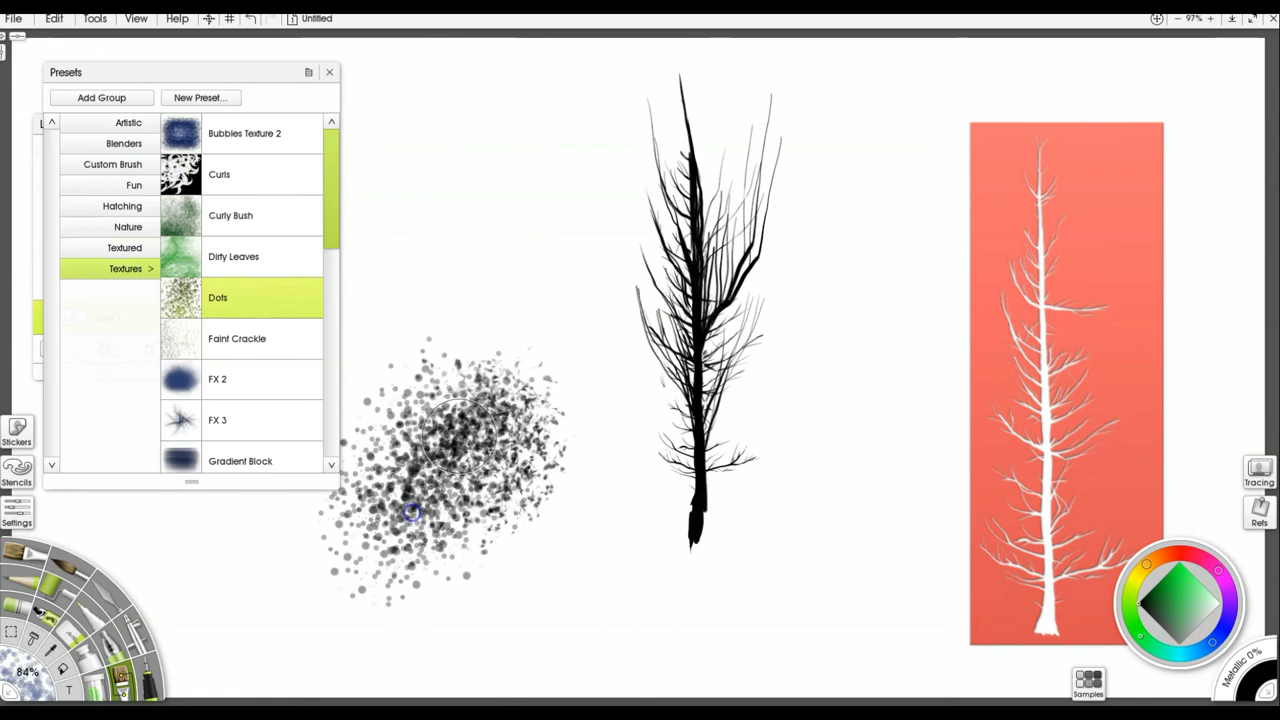 File Edit Tools View Help Untitled 97%
Presets
Add Group New Preset...
Artistic
Blenders
Custom Brush
Fun
Hatching
Nature
Textured
Textures >
Bubbles Texture 2
Curls
Curly Bush
Dirty Leaves
Dots
Faint Crackle
FX 2
FX 3
Gradient Block
Stickers
Stencils
Settings
84%
T
Tracing
Refs
Samples
Metallic 0%